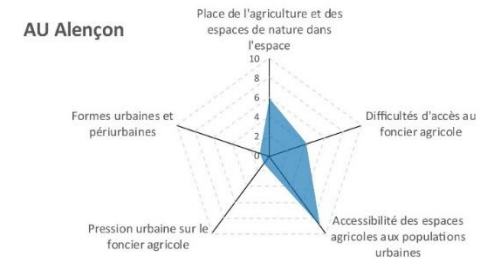 AU Alençon
Place de l'agriculture et des
espaces de nature dans
l'espace
10
8
6
4
2
0
Difficultés d'accès au
foncier agricole
Accessibilité des espaces
agricoles aux populations
urbaines
Pression urbaine sur le
foncier agricole
Formes urbaines et
périurbaines